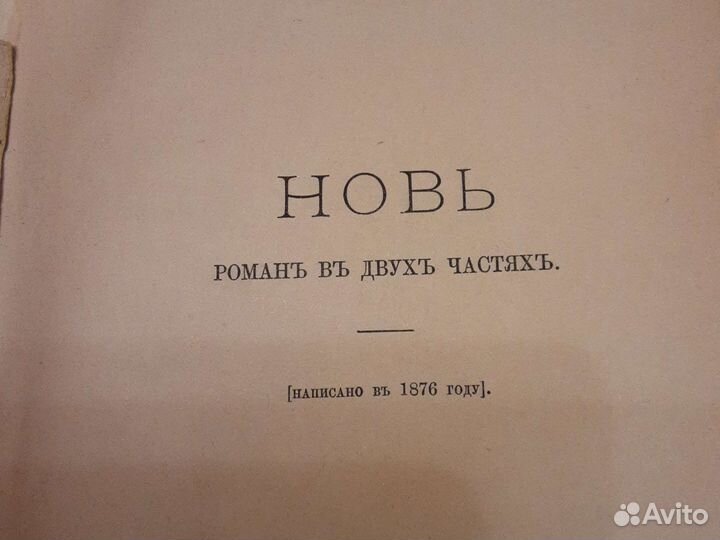 НОВЬ
РОМАНЪ ВЪ ДВУХЪ ЧАСТЯХЪ.
[НАПИСАНО ВЪ 1876 ГОДУ].
Avito